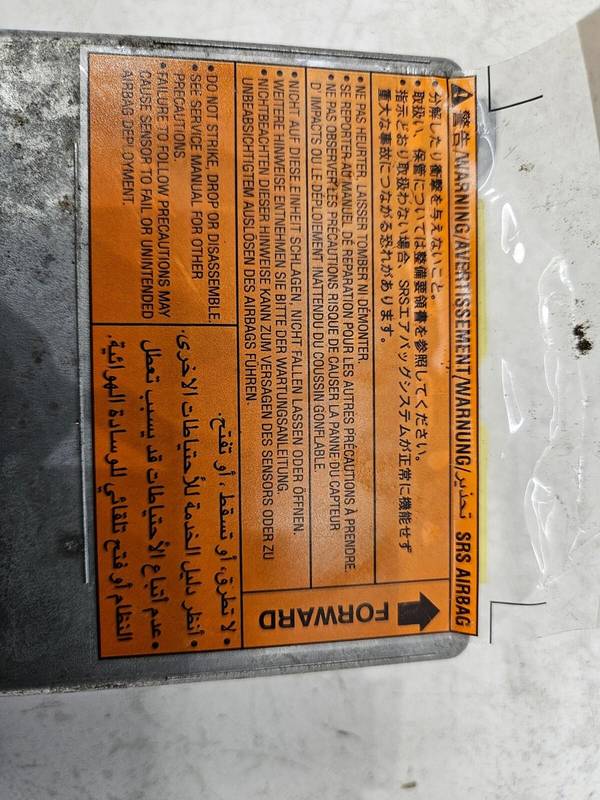 警告/WARNING/AVERTISSEMENT/WARNUNG/تحذير SRS AIRBAG
•分解したり衝撃を与えないこと。
•取扱い、保管については整備要領書を参照してください。
指示どおり取扱わない場合、SRSエアバッグシステムが正常に機能せず
重大な事故につながる恐れがあります。
•NE PAS HEURTER, LAISSER TOMBER NI DÉMONTER.
•SE REPORTER AU MANUEL DE RÉPARATION POUR LES AUTRES PRÉCAUTIONS À PRENDRE.
•NE PAS OBSERVER LES PRÉCAUTIONS RISQUE DE CAUSER LA PANNE DU CAPTEUR,
D' IMPACTS OU LE DÉPLOIEMENT INATTENDU DU COUSSIN GONFLABLE.
•NICHT AUF DIESE EINHEIT SCHLAGEN, NICHT FALLEN LASSEN ODER ÖFFNEN.
•WEITERE HINWEISE ENTNEHMEN SIE BITTE DER WARTUNGSANLEITUNG.
•NICHTBEACHTEN DIESER HINWEISE KANN ZUM VERSAGEN DES SENSORS ODER ZU
UNBEABSICHTIGTEM AUSLÖSEN DES AIRBAGS FÜHREN.
FORWARD
•DO NOT STRIKE, DROP OR DISASSEMBLE.
•SEE SERVICE MANUAL FOR OTHER
PRECAUTIONS.
•FAILURE TO FOLLOW PRECAUTIONS MAY
CAUSE SENSOR TO FAIL OR UNINTENDED
AIRBAG DEPLOYMENT.
•لا تطرق، أو تسقط، أو تفتح.
•أنظر دليل الخدمة للأحتياطات الاخرى.
•عدم أتباع الأحتياطات قد يسبب تعطل
النظام أو فتح تلقائي للرسادة الهوائية.